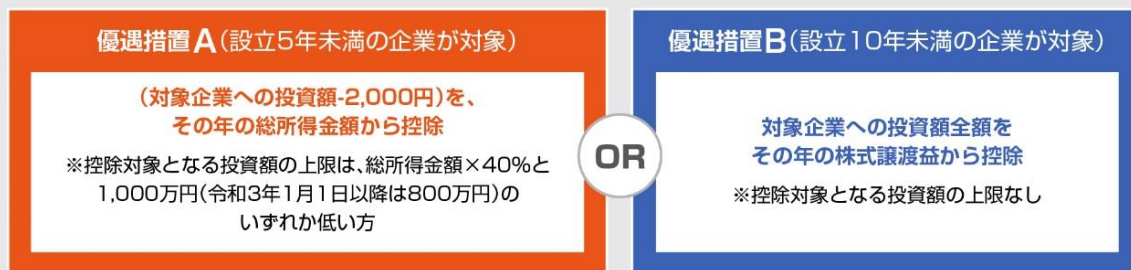 優遇措置A(設立5年未満の企業が対象)
(対象企業への投資額-2,000円)を、
その年の総所得金額から控除
※控除対象となる投資額の上限は、総所得金額×40%と
1,000万円(令和3年1月1日以降は800万円)の
いずれか低い方
OR
優遇措置B(設立10年未満の企業が対象)
対象企業への投資額全額を
その年の株式譲渡益から控除
※控除対象となる投資額の上限なし